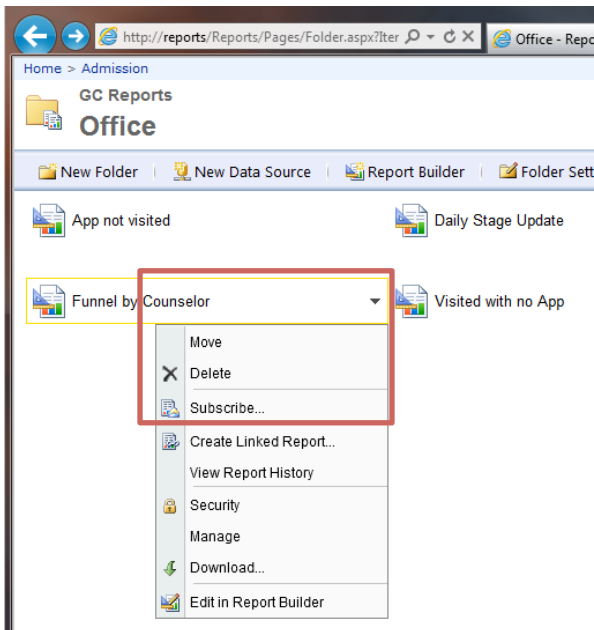 http://reports/Reports/Pages/Folder.aspx?Iter
Office - Repo
Home > Admission
GC Reports
Office
New Folder
New Data Source
Report Builder
Folder Sett
App not visited
Daily Stage Update
Funnel by Counselor
Visited with no App
Move
Delete
Subscribe...
Create Linked Report...
View Report History
Security
Manage
Download...
Edit in Report Builder